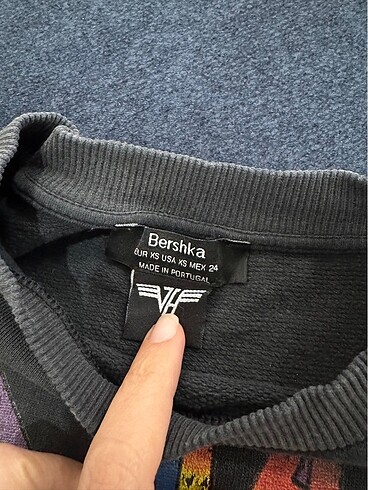 Bershka
EUR XS USA XS MEX 24
MADE IN PORTUGAL
VH